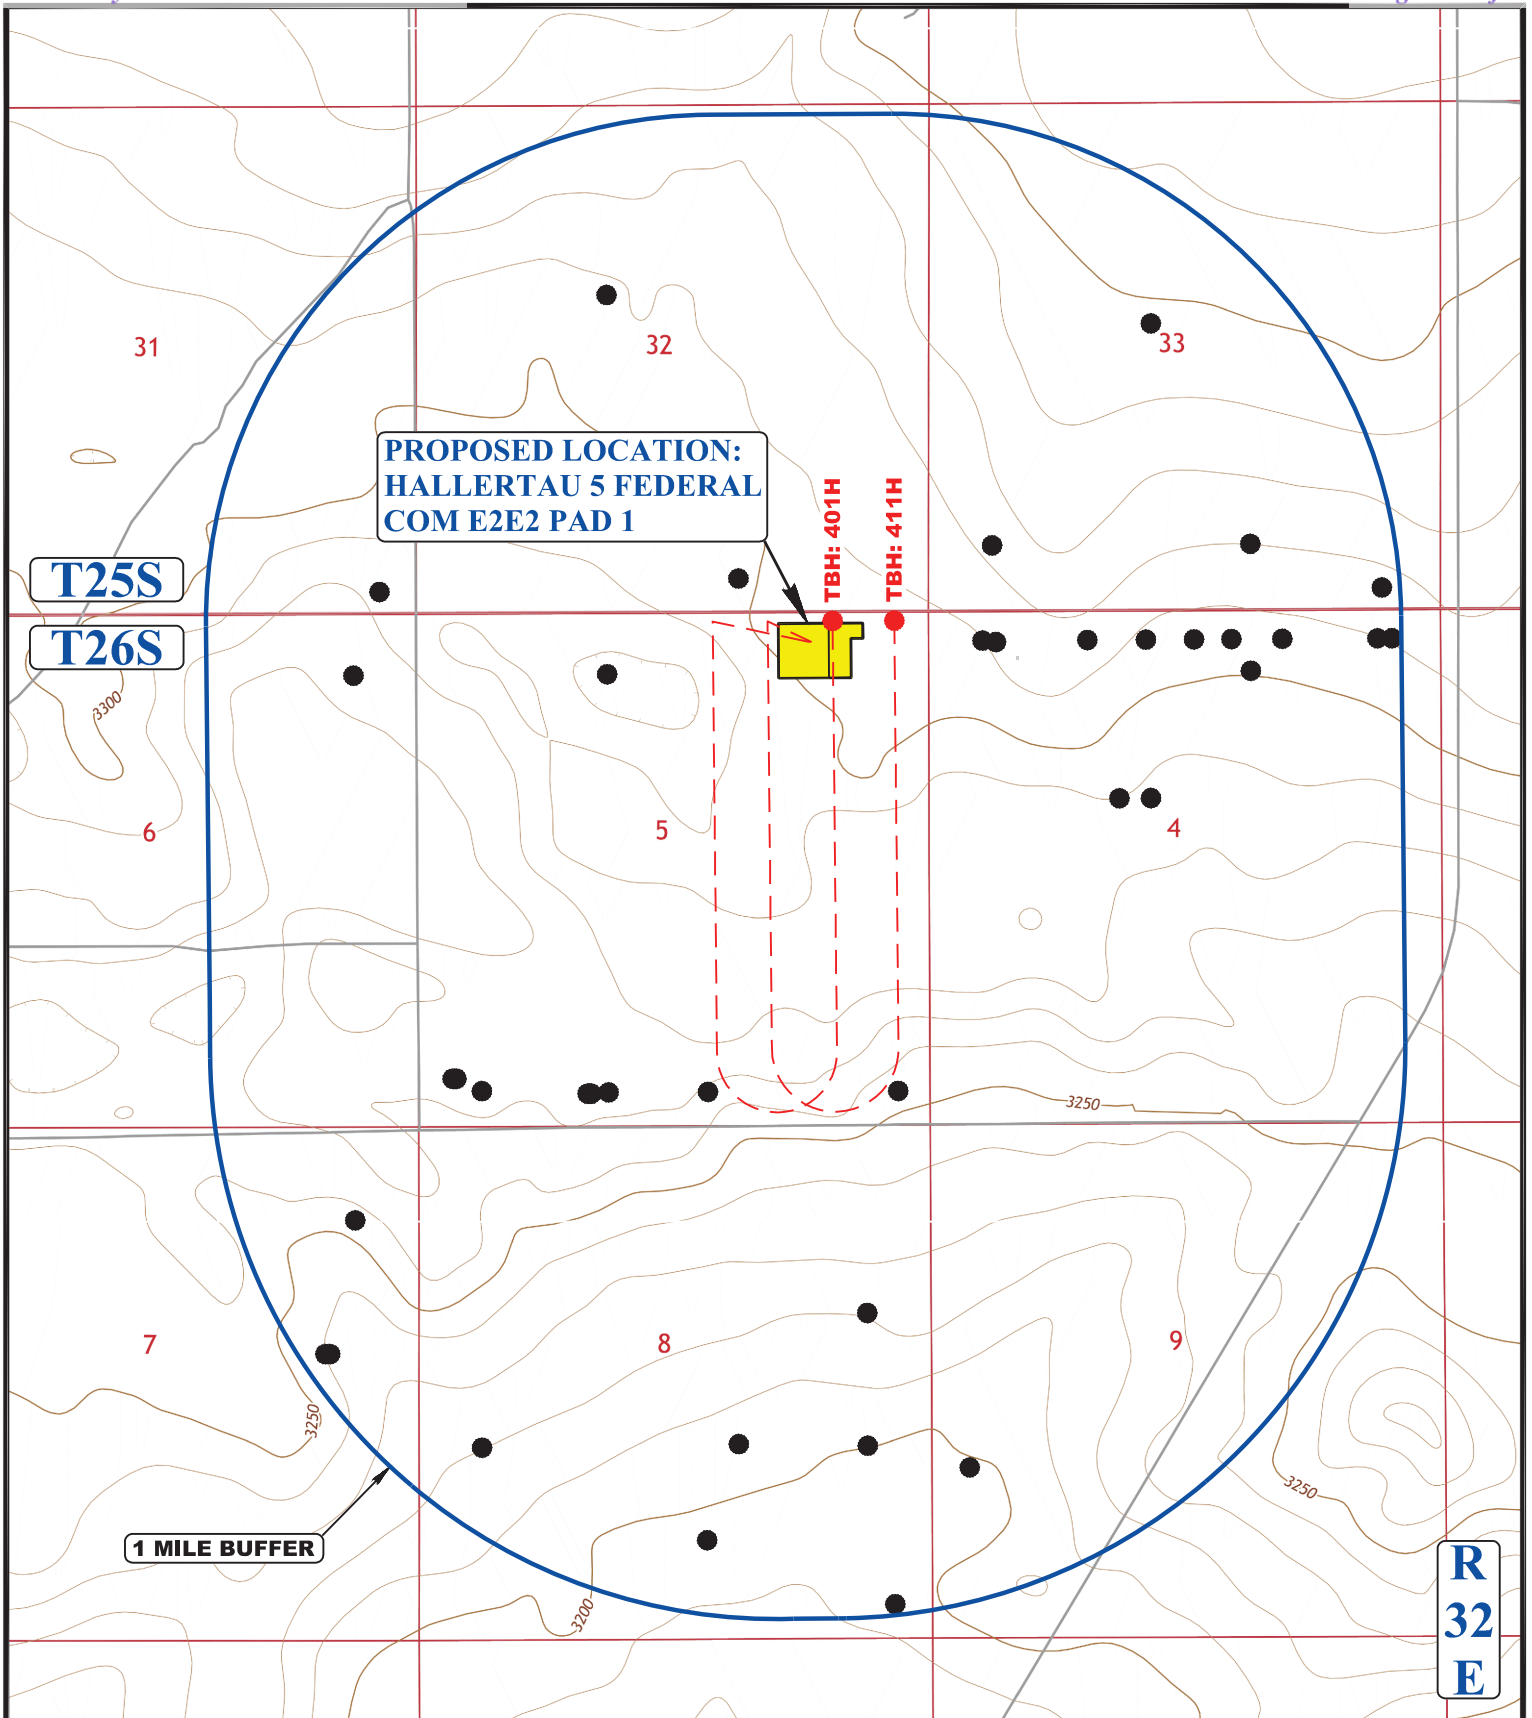 31
32
33
PROPOSED LOCATION:
HALLERTAU 5 FEDERAL
COM E2E2 PAD 1
TBH: 401H
TBH: 411H
T25S
T26S
3300
6
5
4
3250
7
8
9
3250
3250
1 MILE BUFFER
3200
R
32
E